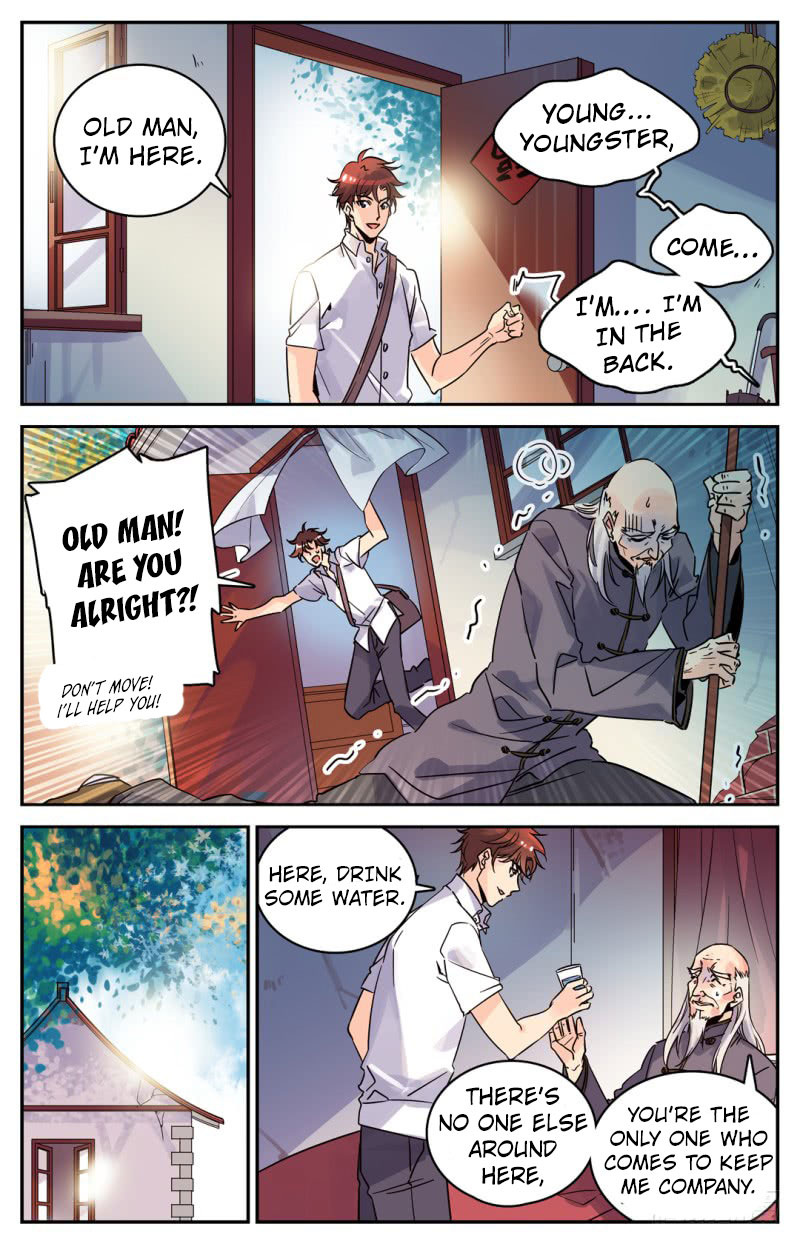 OLD MAN,
I'M HERE.
YOUNG...
YOUNGSTER,
COME...
I'M.... I'M
IN THE
BACK.
OLD MAN!
ARE YOU
ALRIGHT?!
DON'T MOVE!
I'LL HELP YOU!
HERE, DRINK
SOME WATER.
THERE'S
NO ONE ELSE
AROUND
HERE,
YOU'RE THE
ONLY ONE WHO
COMES TO KEEP
ME COMPANY.